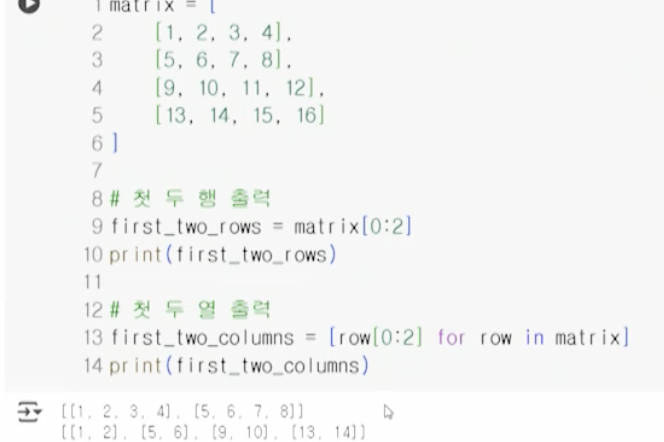 1 matrix = [
2 [1, 2, 3, 4],
3 [5, 6, 7, 8],
4 [9, 10, 11, 12],
5 [13, 14, 15, 16]
6 ]
7
8 # 첫 두 행 출력
9 first_two_rows = matrix[0:2]
10 print(first_two_rows)
11
12 # 첫 두 열 출력
13 first_two_columns = [row[0:2] for row in matrix]
14 print(first_two_columns)
[[1, 2, 3, 4], [5, 6, 7, 8]]
[[1, 2], [5, 6], [9, 10], [13, 14]]